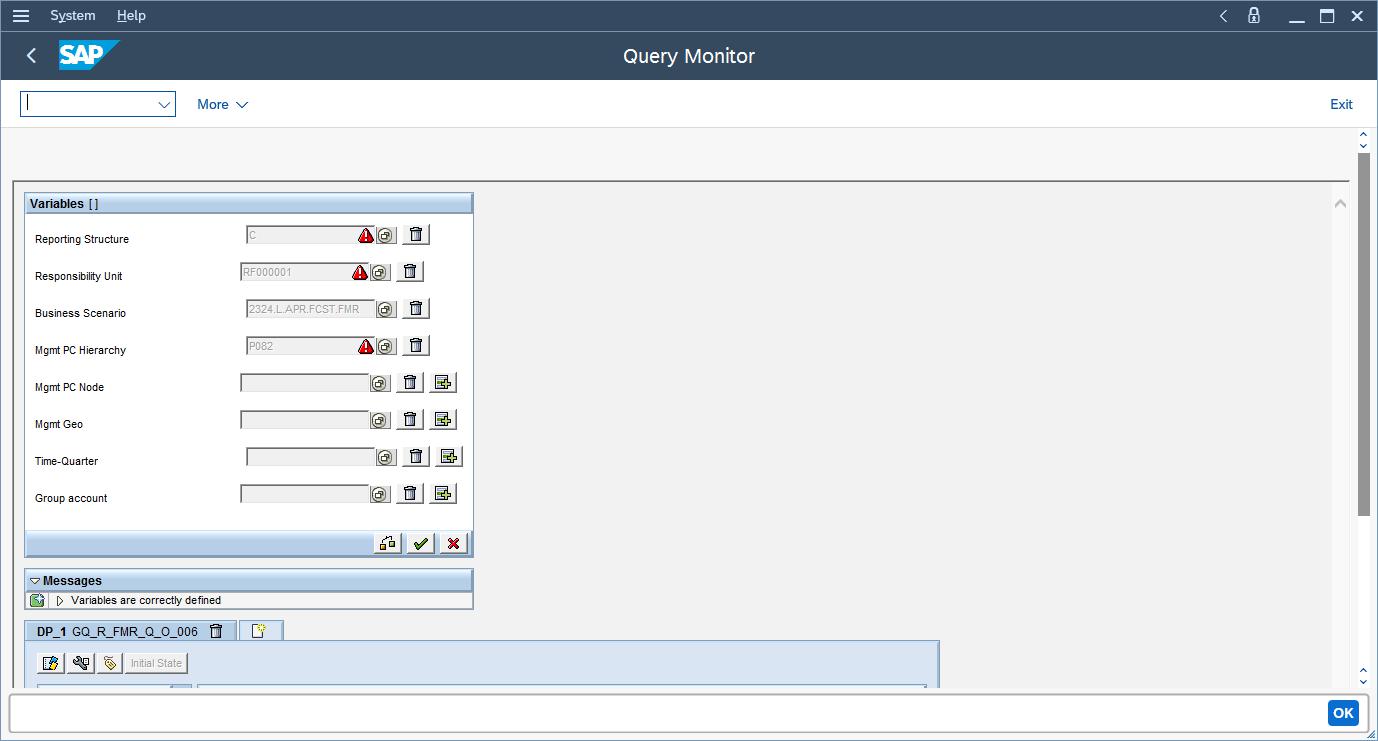 System Help
SAP
Query Monitor
More
Exit
Variables []
Reporting Structure C
Responsibility Unit RF000001
Business Scenario 2324.L.APR.FCST.FMR
Mgmt PC Hierarchy P082
Mgmt PC Node
Mgmt Geo
Time-Quarter
Group account
Messages
Variables are correctly defined
DP_1 GQ_R_FMR_Q_O_006
Initial State
OK